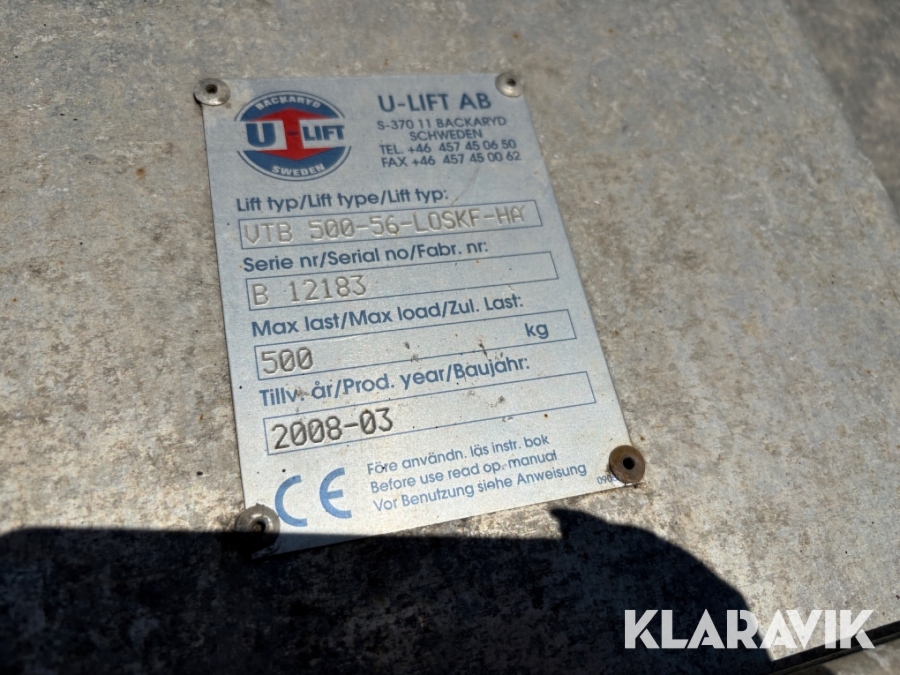 BACKARYD
U-LIFT
SWEDEN
U-LIFT AB
S-370 11 BACKARYD
SCHWEDEN
TEL. +46 457 45 06 50
FAX +46 457 45 00 62
Lift typ/Lift type/Lift typ:
VTB 500-56-LOSKF-HA
Serie nr/Serial no/Fabr. nr:
B 12183
Max last/Max load/Zul. Last:
500 kg
Tillv. år/Prod. year/Baujahr:
2008-03
CE
Före användn. läs instr. bok
Before use read op. manual
Vor Benutzung siehe Anweisung
KLARAVIK